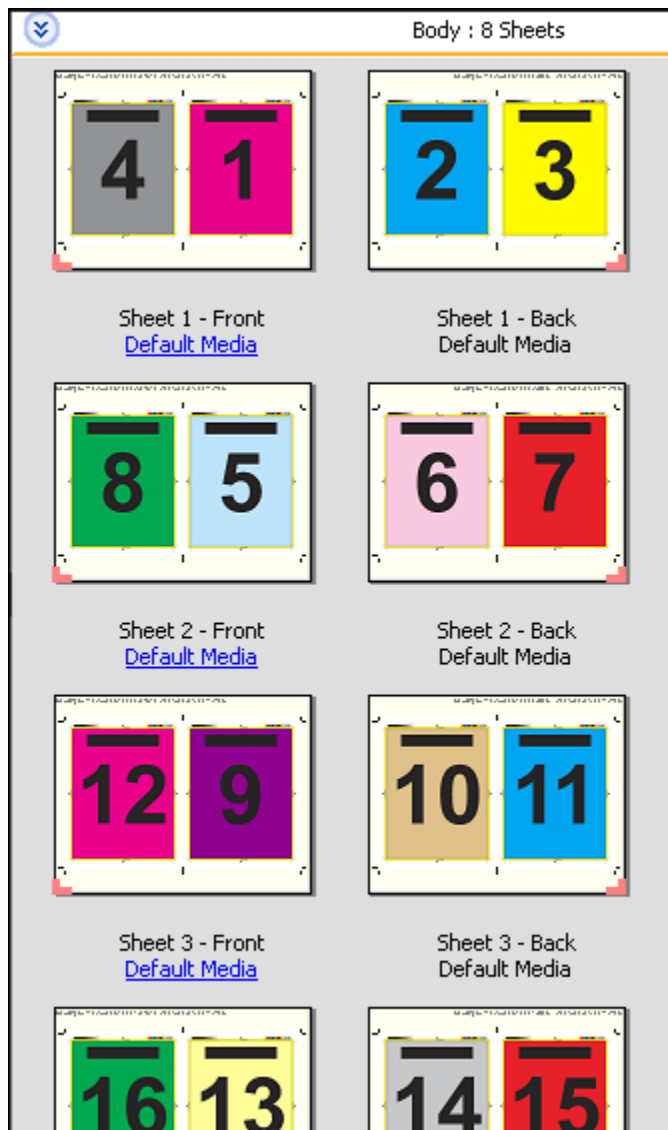 Body : 8 Sheets
4 1
2 3
Sheet 1 - Front
Default Media
Sheet 1 - Back
Default Media
8 5
6 7
Sheet 2 - Front
Default Media
Sheet 2 - Back
Default Media
12 9
10 11
Sheet 3 - Front
Default Media
Sheet 3 - Back
Default Media
16 13
14 15